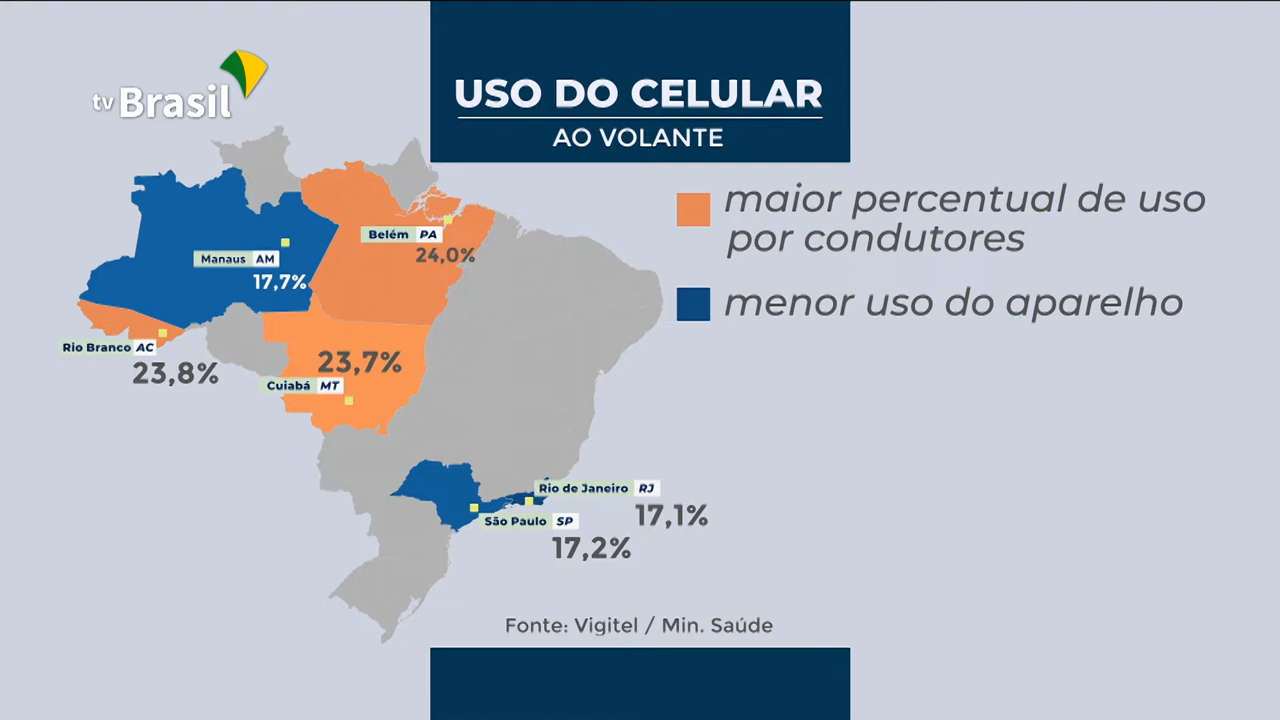 tv Brasil
USO DO CELULAR
AO VOLANTE
maior percentual de uso
por condutores
menor uso do aparelho
Belém PA
24,0%
Manaus AM
17,7%
Rio Branco AC
23,8%
23,7%
Cuiabá MT
Rio de Janeiro RJ
17,1%
São Paulo SP
17,2%
Fonte: Vigitel / Min. Saúde